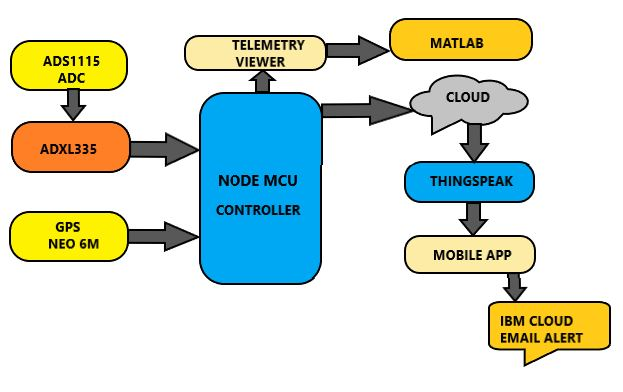 TELEMETRY
VIEWER
MATLAB
ADS1115
ADC
CLOUD
ADXL335
NODE MCU
CONTROLLER
THINGSPEAK
GPS
NEO 6M
MOBILE APP
IBM CLOUD
EMAIL ALERT